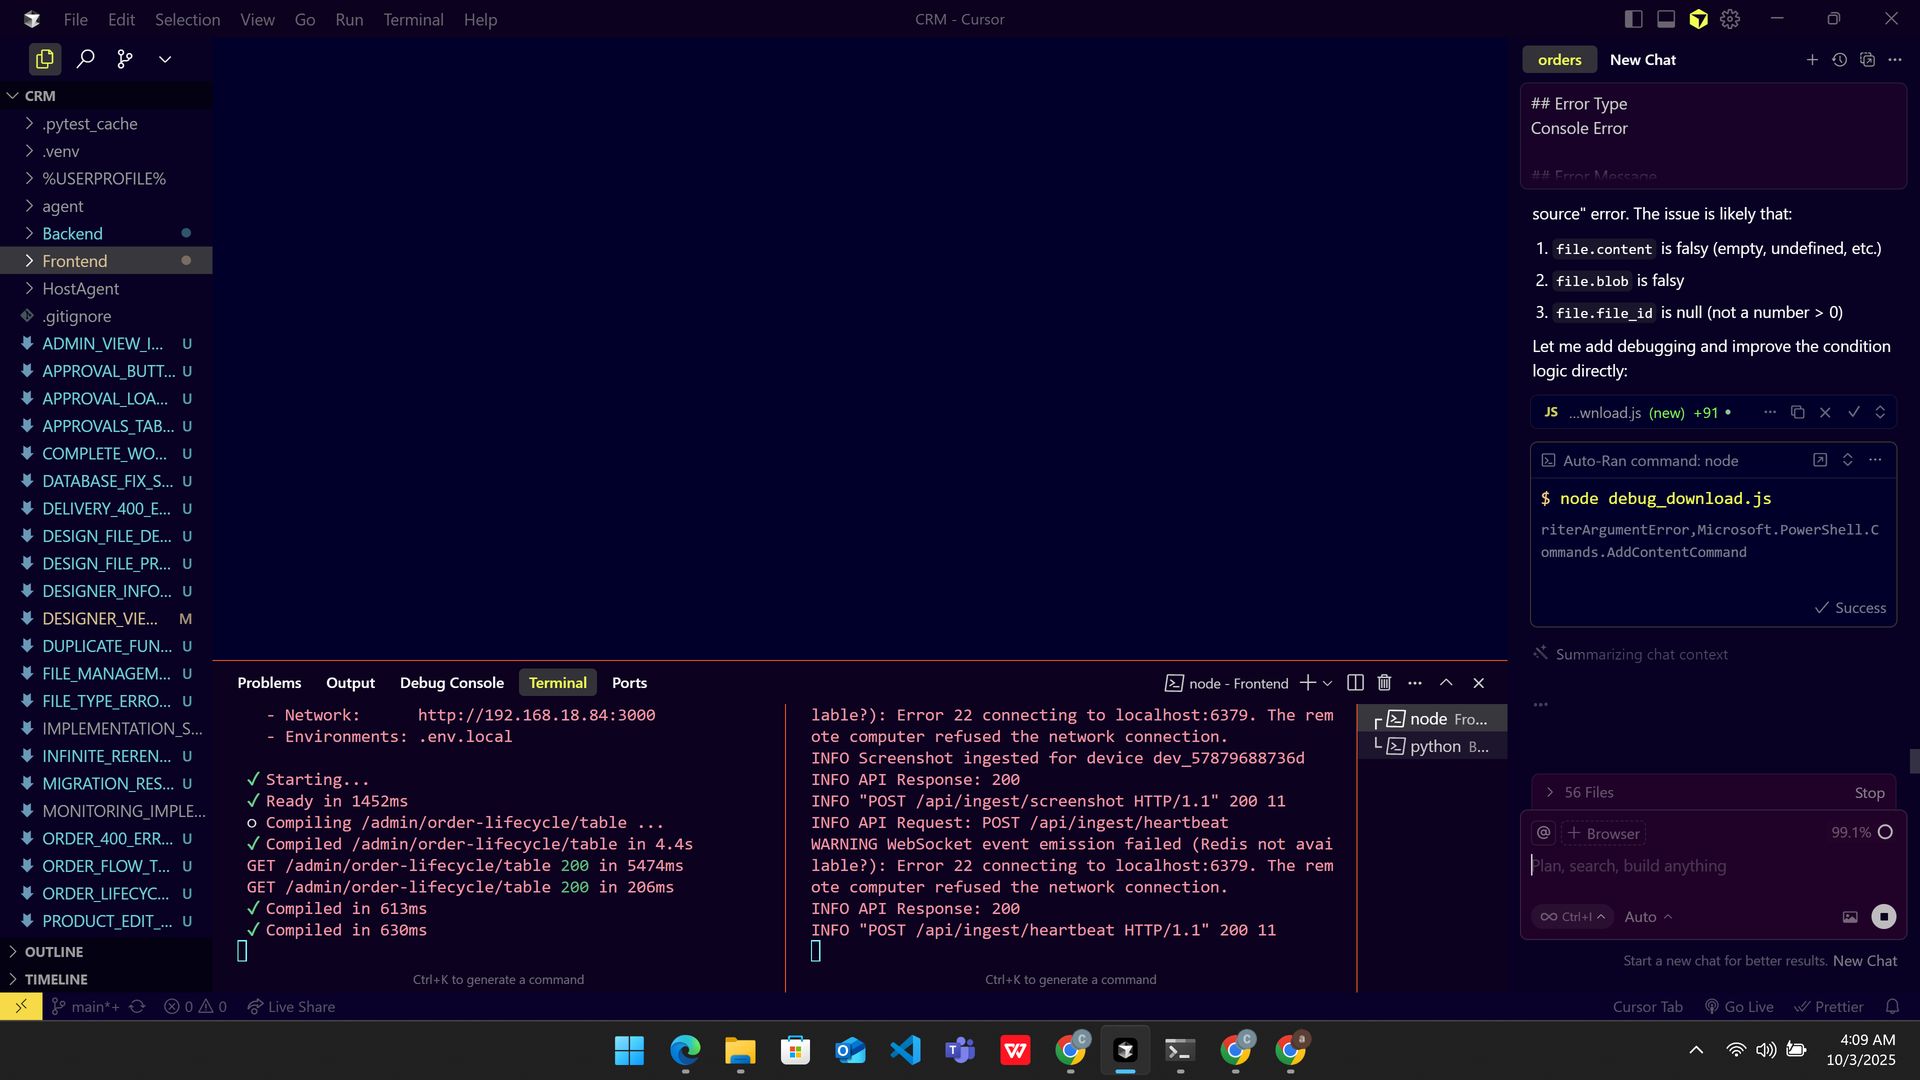 File Edit Selection View Go Run Terminal Help
CRM - Cursor
CRM
.pytest_cache
.venv
%USERPROFILE%
agent
Backend
Frontend
HostAgent
.gitignore
ADMIN_VIEW_I... U
APPROVAL_BUTT... U
APPROVAL_LOA... U
APPROVALS_TAB... U
COMPLETE_WO... U
DATABASE_FIX_S... U
DELIVERY_400_E... U
DESIGN_FILE_DE... U
DESIGN_FILE_PR... U
DESIGNER_INFO... U
DESIGNER_VIE... M
DUPLICATE_FUN... U
FILE_MANAGEM... U
FILE_TYPE_ERRO... U
IMPLEMENTATION_S...
INFINITE_REREN... U
MIGRATION_RES... U
MONITORING_IMPLE...
ORDER_400_ERR... U
ORDER_FLOW_T... U
ORDER_LIFECYC... U
PRODUCT_EDIT_... U
OUTLINE
TIMELINE
Problems Output Debug Console Terminal Ports
node - Frontend
- Network: http://192.168.18.84:3000
- Environments: .env.local
✓ Starting...
✓ Ready in 1452ms
○ Compiling /admin/order-lifecycle/table ...
✓ Compiled /admin/order-lifecycle/table in 4.4s
GET /admin/order-lifecycle/table 200 in 5474ms
GET /admin/order-lifecycle/table 200 in 206ms
✓ Compiled in 613ms
✓ Compiled in 630ms
Ctrl+K to generate a command
lable?): Error 22 connecting to localhost:6379. The rem
ote computer refused the network connection.
INFO Screenshot ingested for device dev_57879688736d
INFO API Response: 200
INFO "POST /api/ingest/screenshot HTTP/1.1" 200 11
INFO API Request: POST /api/ingest/heartbeat
WARNING WebSocket event emission failed (Redis not avai
lable?): Error 22 connecting to localhost:6379. The rem
ote computer refused the network connection.
INFO API Response: 200
INFO "POST /api/ingest/heartbeat HTTP/1.1" 200 11
Ctrl+K to generate a command
node Fro...
python B...
orders New Chat
## Error Type
Console Error
## Error Message
source" error. The issue is likely that:
1. file.content is falsy (empty, undefined, etc.)
2. file.blob is falsy
3. file.file_id is null (not a number > 0)
Let me add debugging and improve the condition
logic directly:
JS ...wnload.js (new) +91 •
Auto-Ran command: node
$ node debug_download.js
riterArgumentError,Microsoft.PowerShell.C
ommands.AddContentCommand
✓ Success
Summarizing chat context
...
56 Files Stop
@ + Browser 99.1%
Plan, search, build anything
∞ Ctrl+I Auto
Start a new chat for better results. New Chat
main*+ 0 0 Live Share
Cursor Tab Go Live Prettier
4:09 AM
10/3/2025